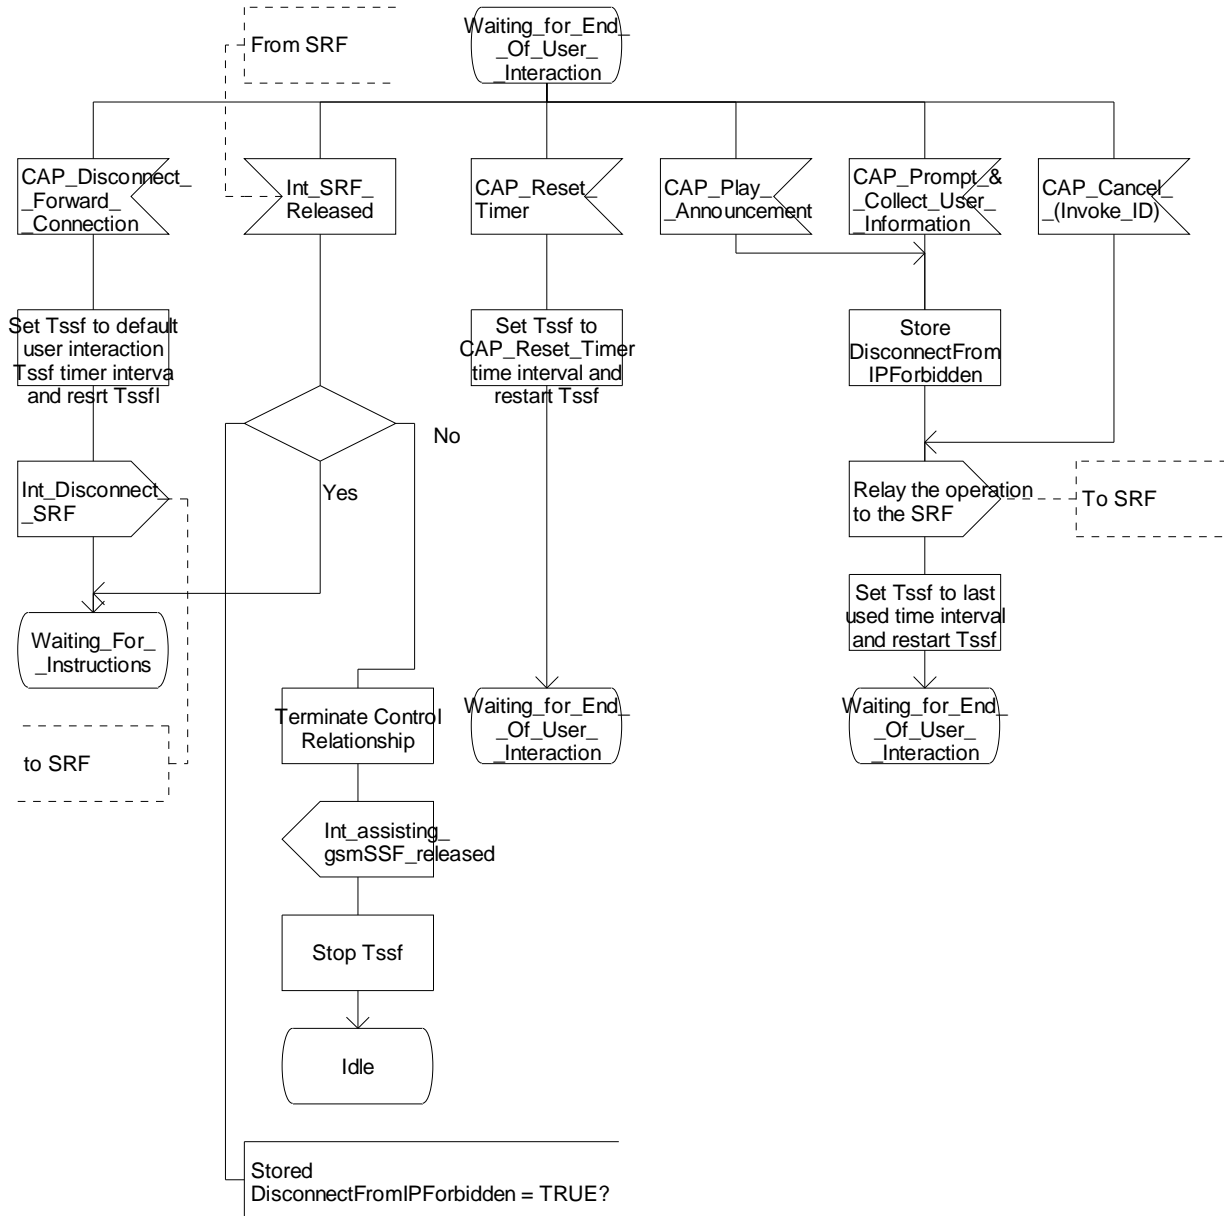 From SRF
Waiting_for_End_
_Of_User_
_Interaction
CAP_Disconnect_
_Forward_
_Connection
Int_SRF_
Released
CAP_Reset_
Timer
CAP_Play_
_Announcement
CAP_Prompt_&
_Collect_User_
_Information
CAP_Cancel_
_(Invoke_ID)
Set Tssf to default
user interaction
Tssf timer interva
and resrt Tssfl
Set Tssf to
CAP_Reset_Timer
time interval and
restart Tssf
Store
DisconnectFrom
IPForbidden
No
Yes
Int_Disconnect_
_SRF
Relay the operation
to the SRF
To SRF
Waiting_For_
_Instructions
Set Tssf to last
used time interval
and restart Tssf
Terminate Control
Relationship
Waiting_for_End_
_Of_User_
_Interaction
Waiting_for_End_
_Of_User_
_Interaction
to SRF
Int_assisting_
gsmSSF_released
Stop Tssf
Idle
Stored
DisconnectFromIPForbidden = TRUE?